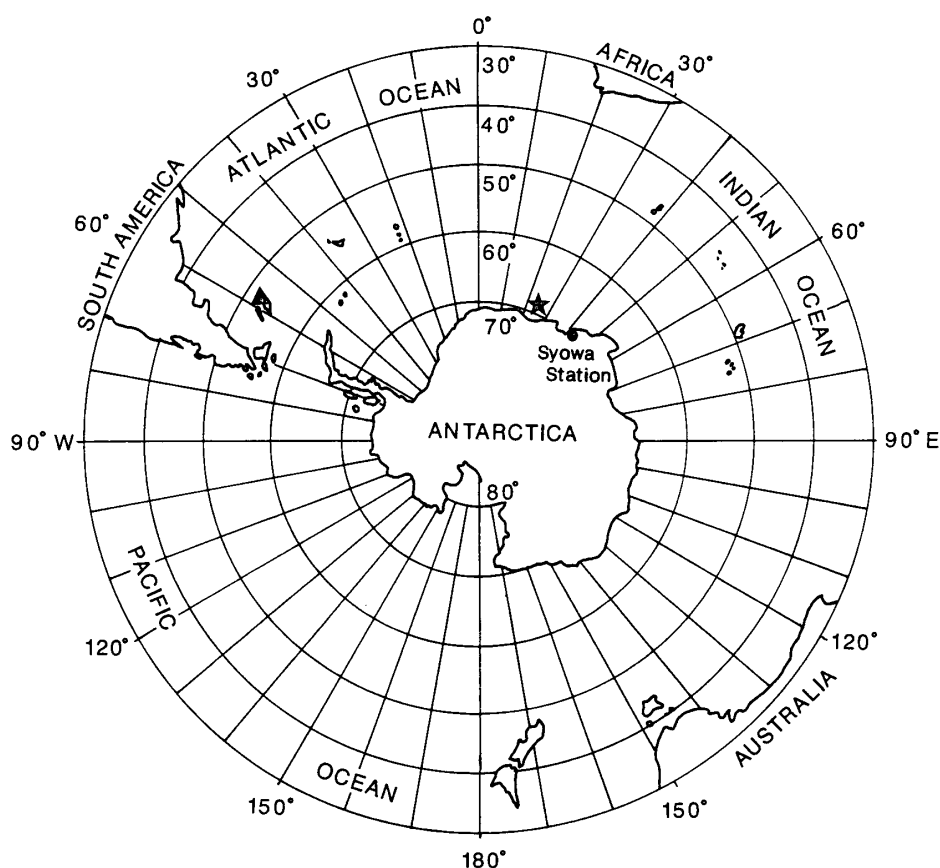 0°
30°
AFRICA
30°
30°
ATLANTIC
OCEAN
40°
50°
60°
70°
INDIAN
OCEAN
60°
SOUTH AMERICA
60°
Syowa
Station
90° W
ANTARCTICA
90° E
80°
PACIFIC
OCEAN
120°
120°
AUSTRALIA
150°
150°
180°